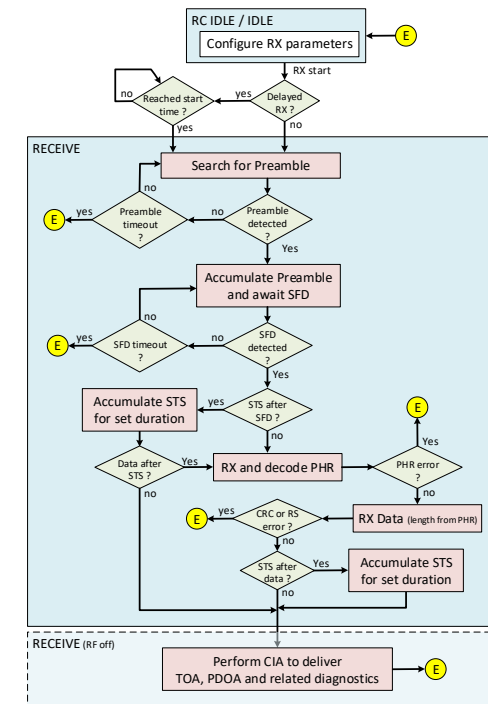 RC IDLE / IDLE
Configure RX parameters
E
RX start
Delayed
RX ?
yes
no
Reached start
time ?
no
yes
RECEIVE
Search for Preamble
Preamble
detected
?
no
Yes
Preamble
timeout
?
no
yes
E
Accumulate Preamble
and await SFD
SFD
detected
?
no
Yes
SFD timeout
?
no
yes
E
STS after
SFD ?
yes
no
Accumulate STS
for set duration
Data after
STS ?
Yes
no
RX and decode PHR
PHR error
?
Yes
E
no
RX Data (length from PHR)
CRC or RS
error ?
yes
E
no
STS after
data ?
Yes
no
Accumulate STS
for set duration
RECEIVE (RF off)
Perform CIA to deliver
TOA, PDOA and related diagnostics
E